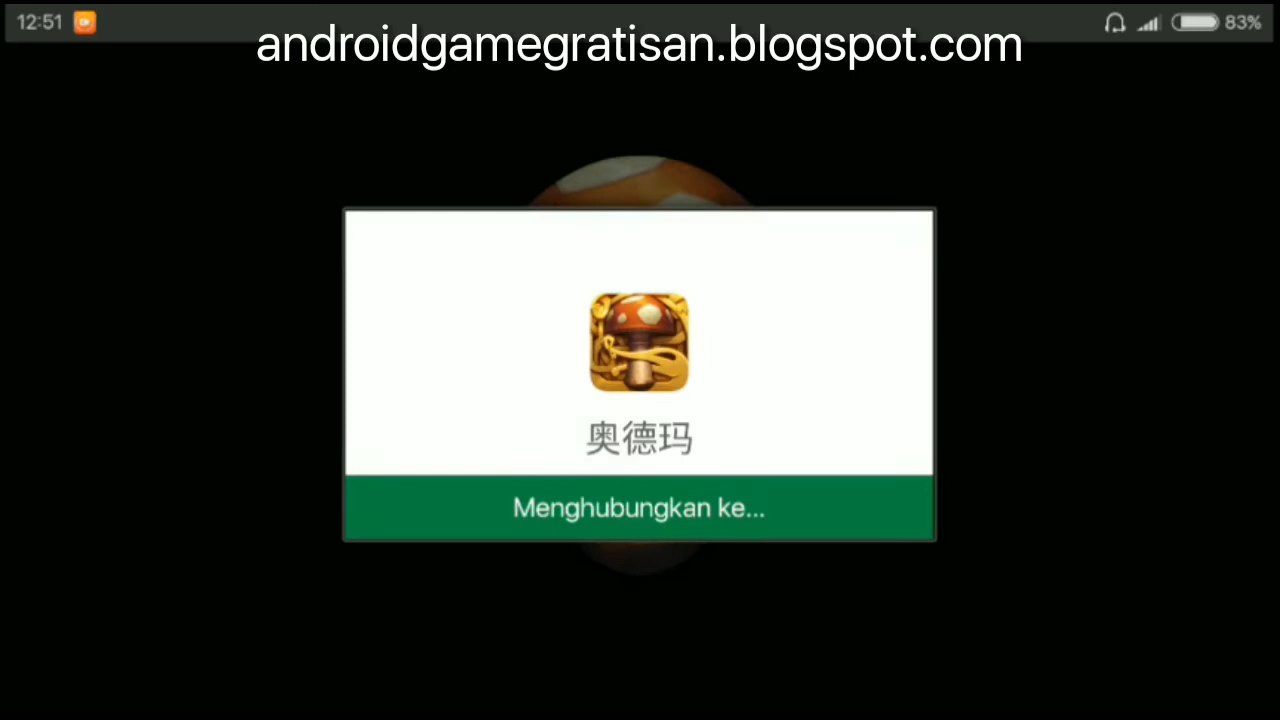 12:51
83%
androidgamegratisan.blogspot.com
奥德玛
Menghubungkan ke...